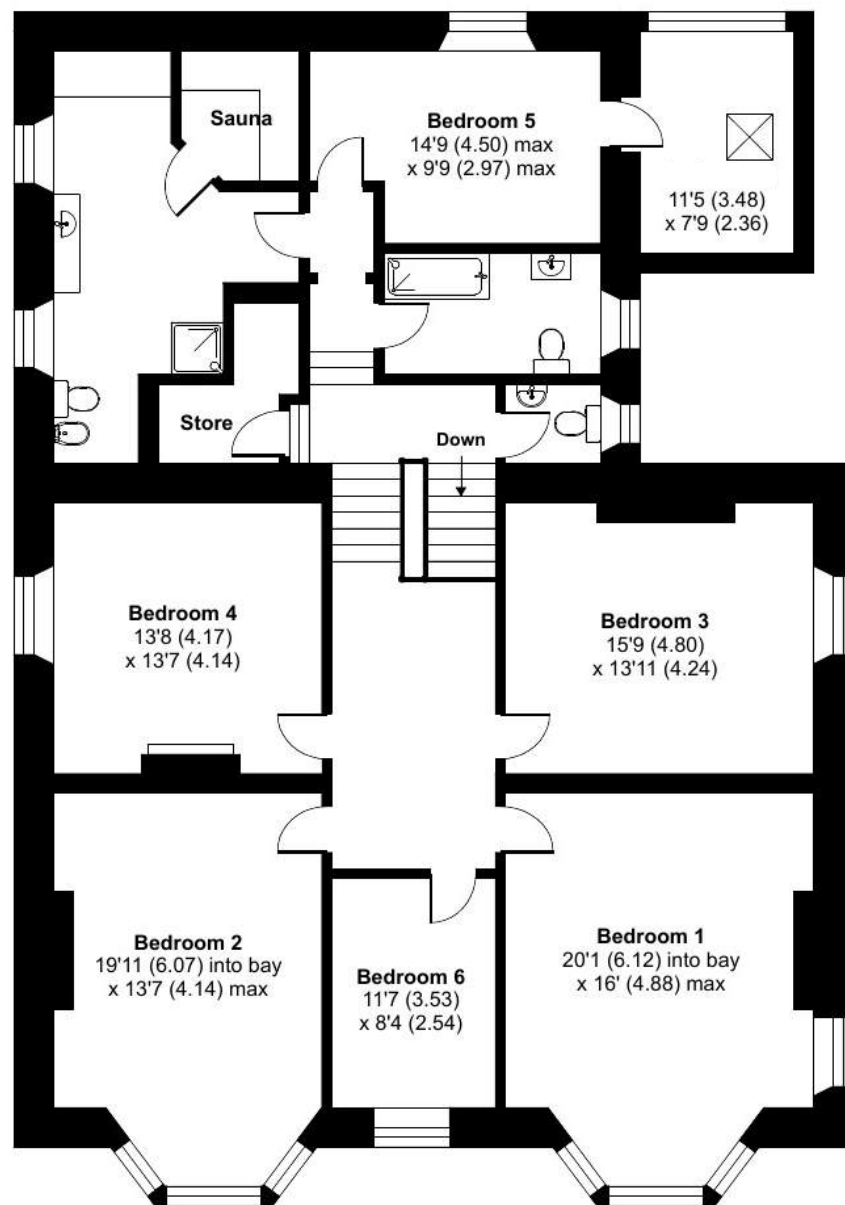 Sauna
Bedroom 5
14'9 (4.50) max
x 9'9 (2.97) max
11'5 (3.48)
x 7'9 (2.36)
Store
Down
Bedroom 4
13'8 (4.17)
x 13'7 (4.14)
Bedroom 3
15'9 (4.80)
x 13'11 (4.24)
Bedroom 2
19'11 (6.07) into bay
x 13'7 (4.14) max
Bedroom 6
11'7 (3.53)
x 8'4 (2.54)
Bedroom 1
20'1 (6.12) into bay
x 16' (4.88) max